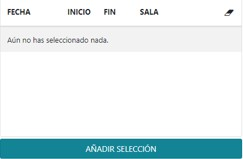 FECHA INICIO FIN SALA
Aún no has seleccionado nada.
AÑADIR SELECCIÓN